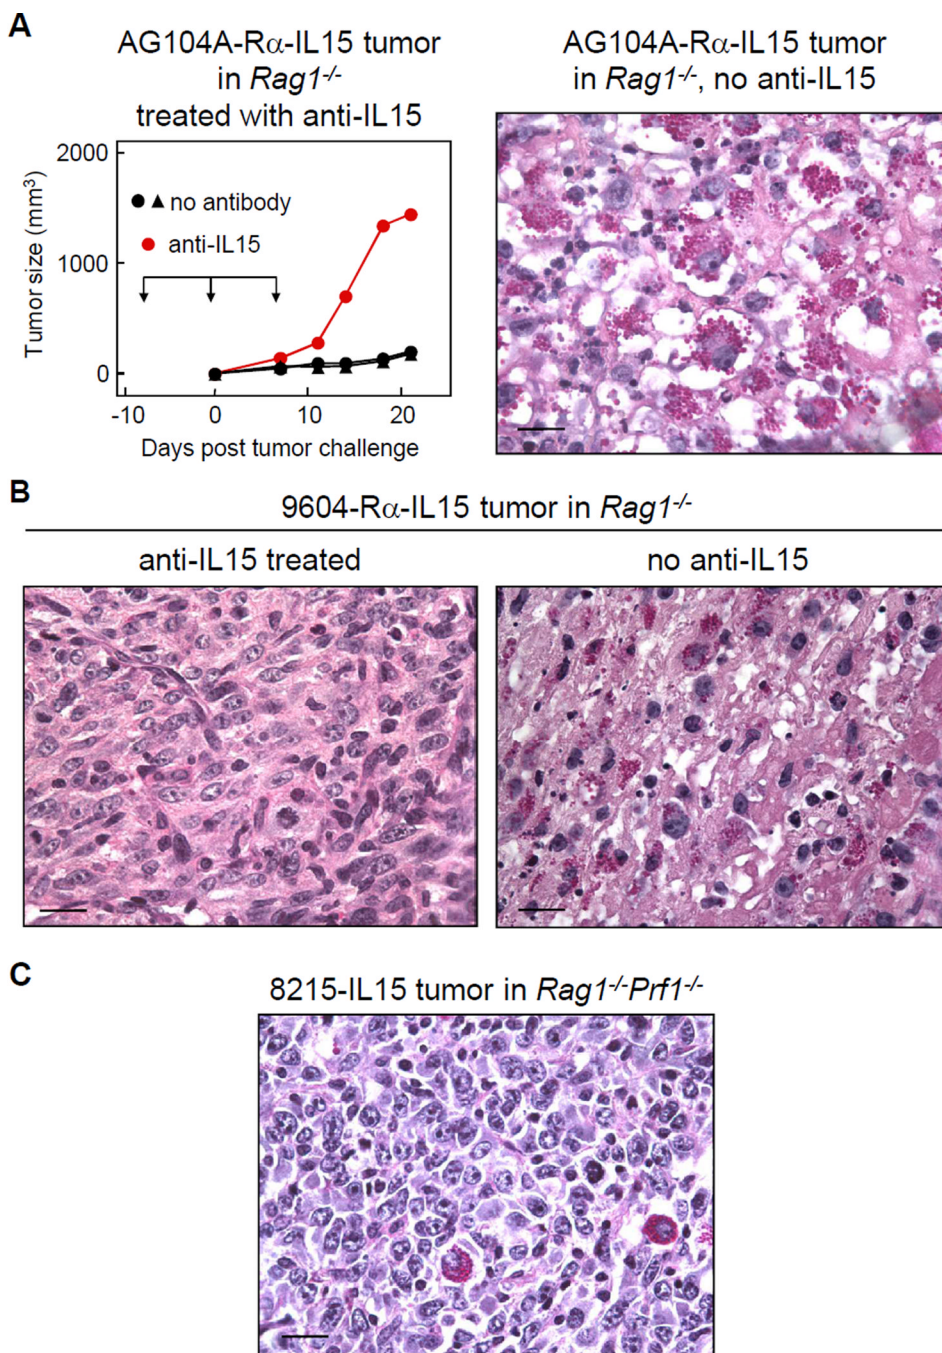 A
AG104A-Rα-IL15 tumor
in Rag1-/-
treated with anti-IL15
Tumor size (mm3)
2000
1000
0
no antibody
anti-IL15
-10
0
10
20
Days post tumor challenge
AG104A-Rα-IL15 tumor
in Rag1-/-, no anti-IL15
B
9604-Rα-IL15 tumor in Rag1-/-
anti-IL15 treated
no anti-IL15
C
8215-IL15 tumor in Rag1-/-Prf1-/-